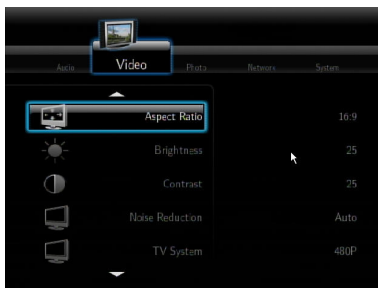 Audio Video Photo Network System
Aspect Ratio 16:9
Brightness 25
Contrast 25
Noise Reduction Auto
TV System 480P